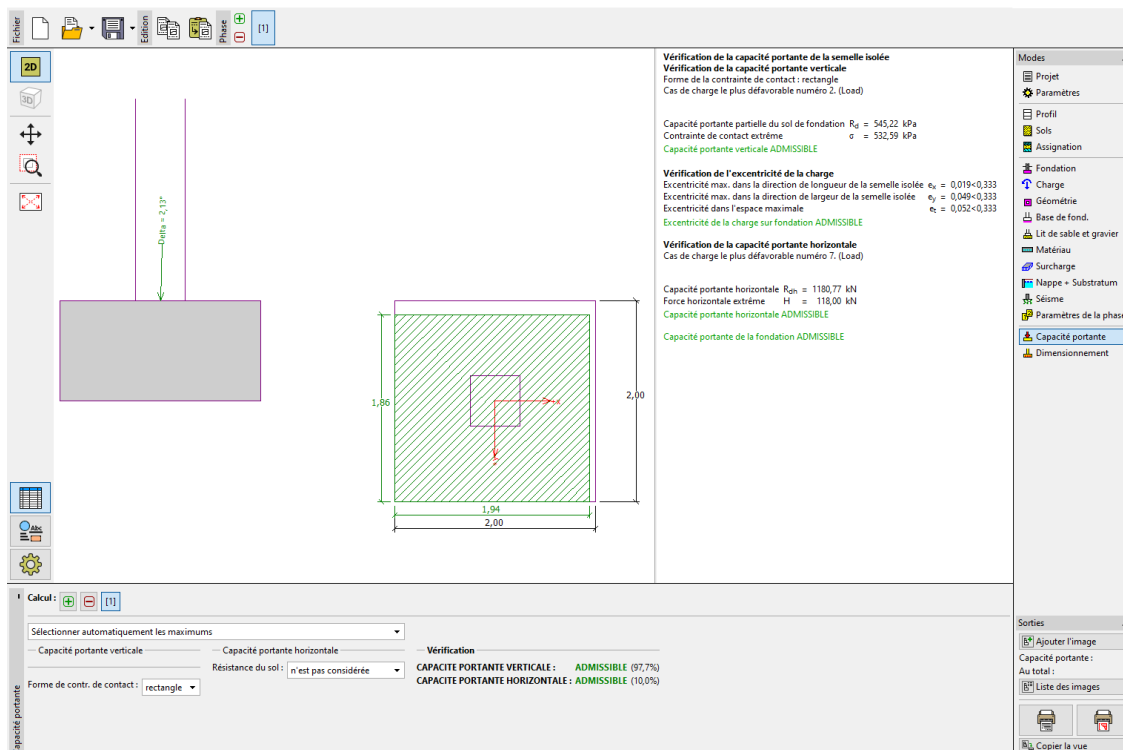 Fichier
Edition
Phase
[1]
2D
3D
Delta = 2,13°
1,86
2,00
+x
1,94
2,00
Vérification de la capacité portante de la semelle isolée
Vérification de la capacité portante verticale
Forme de la contrainte de contact : rectangle
Cas de charge le plus défavorable numéro 2. (Load)
Capacité portante partielle du sol de fondation Rd = 545,22 kPa
Contrainte de contact extrême σ = 532,59 kPa
Capacité portante verticale ADMISSIBLE
Vérification de l'excentricité de la charge
Excentricité max. dans la direction de longueur de la semelle isolée ex = 0,019<0,333
Excentricité max. dans la direction de largeur de la semelle isolée ey = 0,049<0,333
Excentricité dans l'espace maximale et = 0,052<0,333
Excentricité de la charge sur fondation ADMISSIBLE
Vérification de la capacité portante horizontale
Cas de charge le plus défavorable numéro 7. (Load)
Capacité portante horizontale Rdh = 1180,77 kN
Force horizontale extrême H = 118,00 kN
Capacité portante horizontale ADMISSIBLE
Capacité portante de la fondation ADMISSIBLE
Modes
Projet
Paramètres
Profil
Sols
Assignation
Fondation
Charge
Géométrie
Base de fond.
Lit de sable et gravier
Matériau
Surcharge
Nappe + Substratum
Séisme
Paramètres de la phase
Capacité portante
Dimensionnement
Abc
Calcul :
[1]
Sélectionner automatiquement les maximums
Capacité portante verticale
Capacité portante horizontale
Vérification
Résistance du sol :
n'est pas considérée
CAPACITE PORTANTE VERTICALE : ADMISSIBLE (97,7%)
CAPACITE PORTANTE HORIZONTALE : ADMISSIBLE (10,0%)
Forme de contr. de contact :
rectangle
apacité portante
Sorties
Ajouter l'image
Capacité portante :
Au total :
Liste des images
Copier la vue